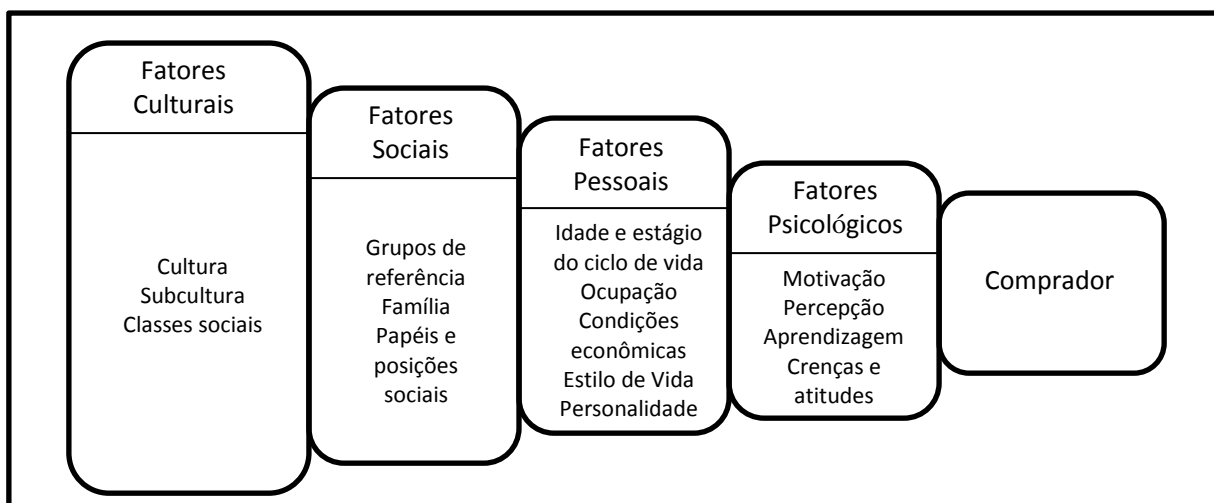 Fatores
Culturais
Cultura
Subcultura
Classes sociais
Fatores
Sociais
Grupos de
referência
Família
Papéis e
posições
sociais
Fatores
Pessoais
Idade e estágio
do ciclo de vida
Ocupação
Condições
econômicas
Estilo de Vida
Personalidade
Fatores
Psicológicos
Motivação
Percepção
Aprendizagem
Crenças e
atitudes
Comprador